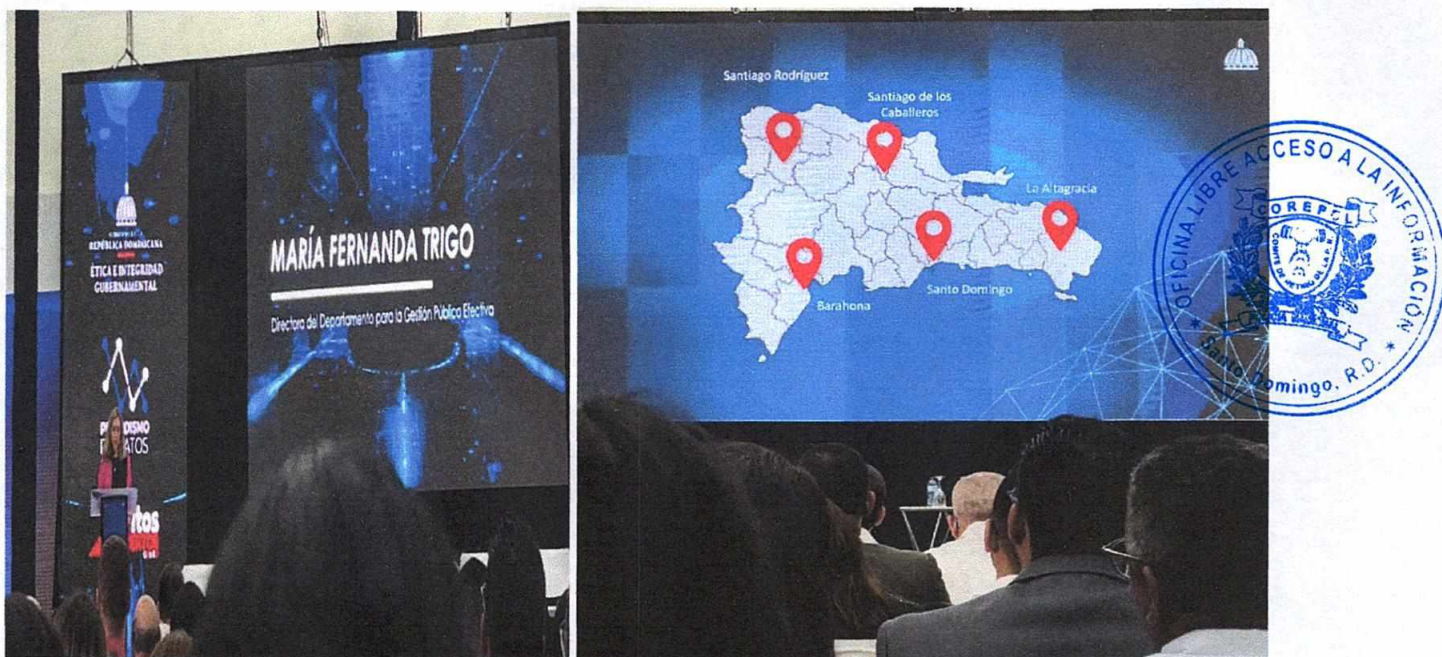 REPÚBLICA DOMINICANA
ÉTICA E INTEGRIDAD
GUBERNAMENTAL
MARÍA FERNANDA TRIGO
Directora del Departamento para la Gestión Pública Efectiva
Santiago Rodríguez
Santiago de los
Caballeros
La Altagracia
Santo Domingo
Barahona
OFICINA LIBRE ACCESO A LA INFORMACIÓN
Santo Domingo, R.D.